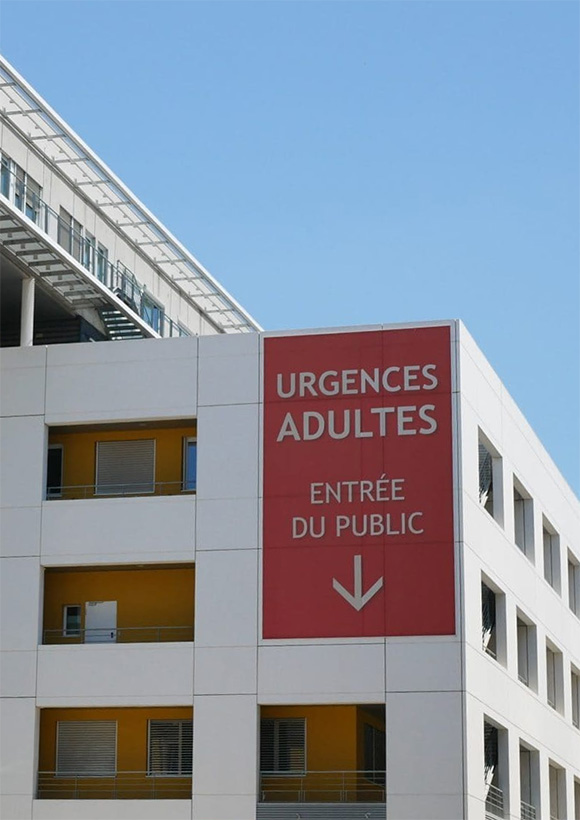 URGENCES
ADULTES
ENTRÉE
DU PUBLIC